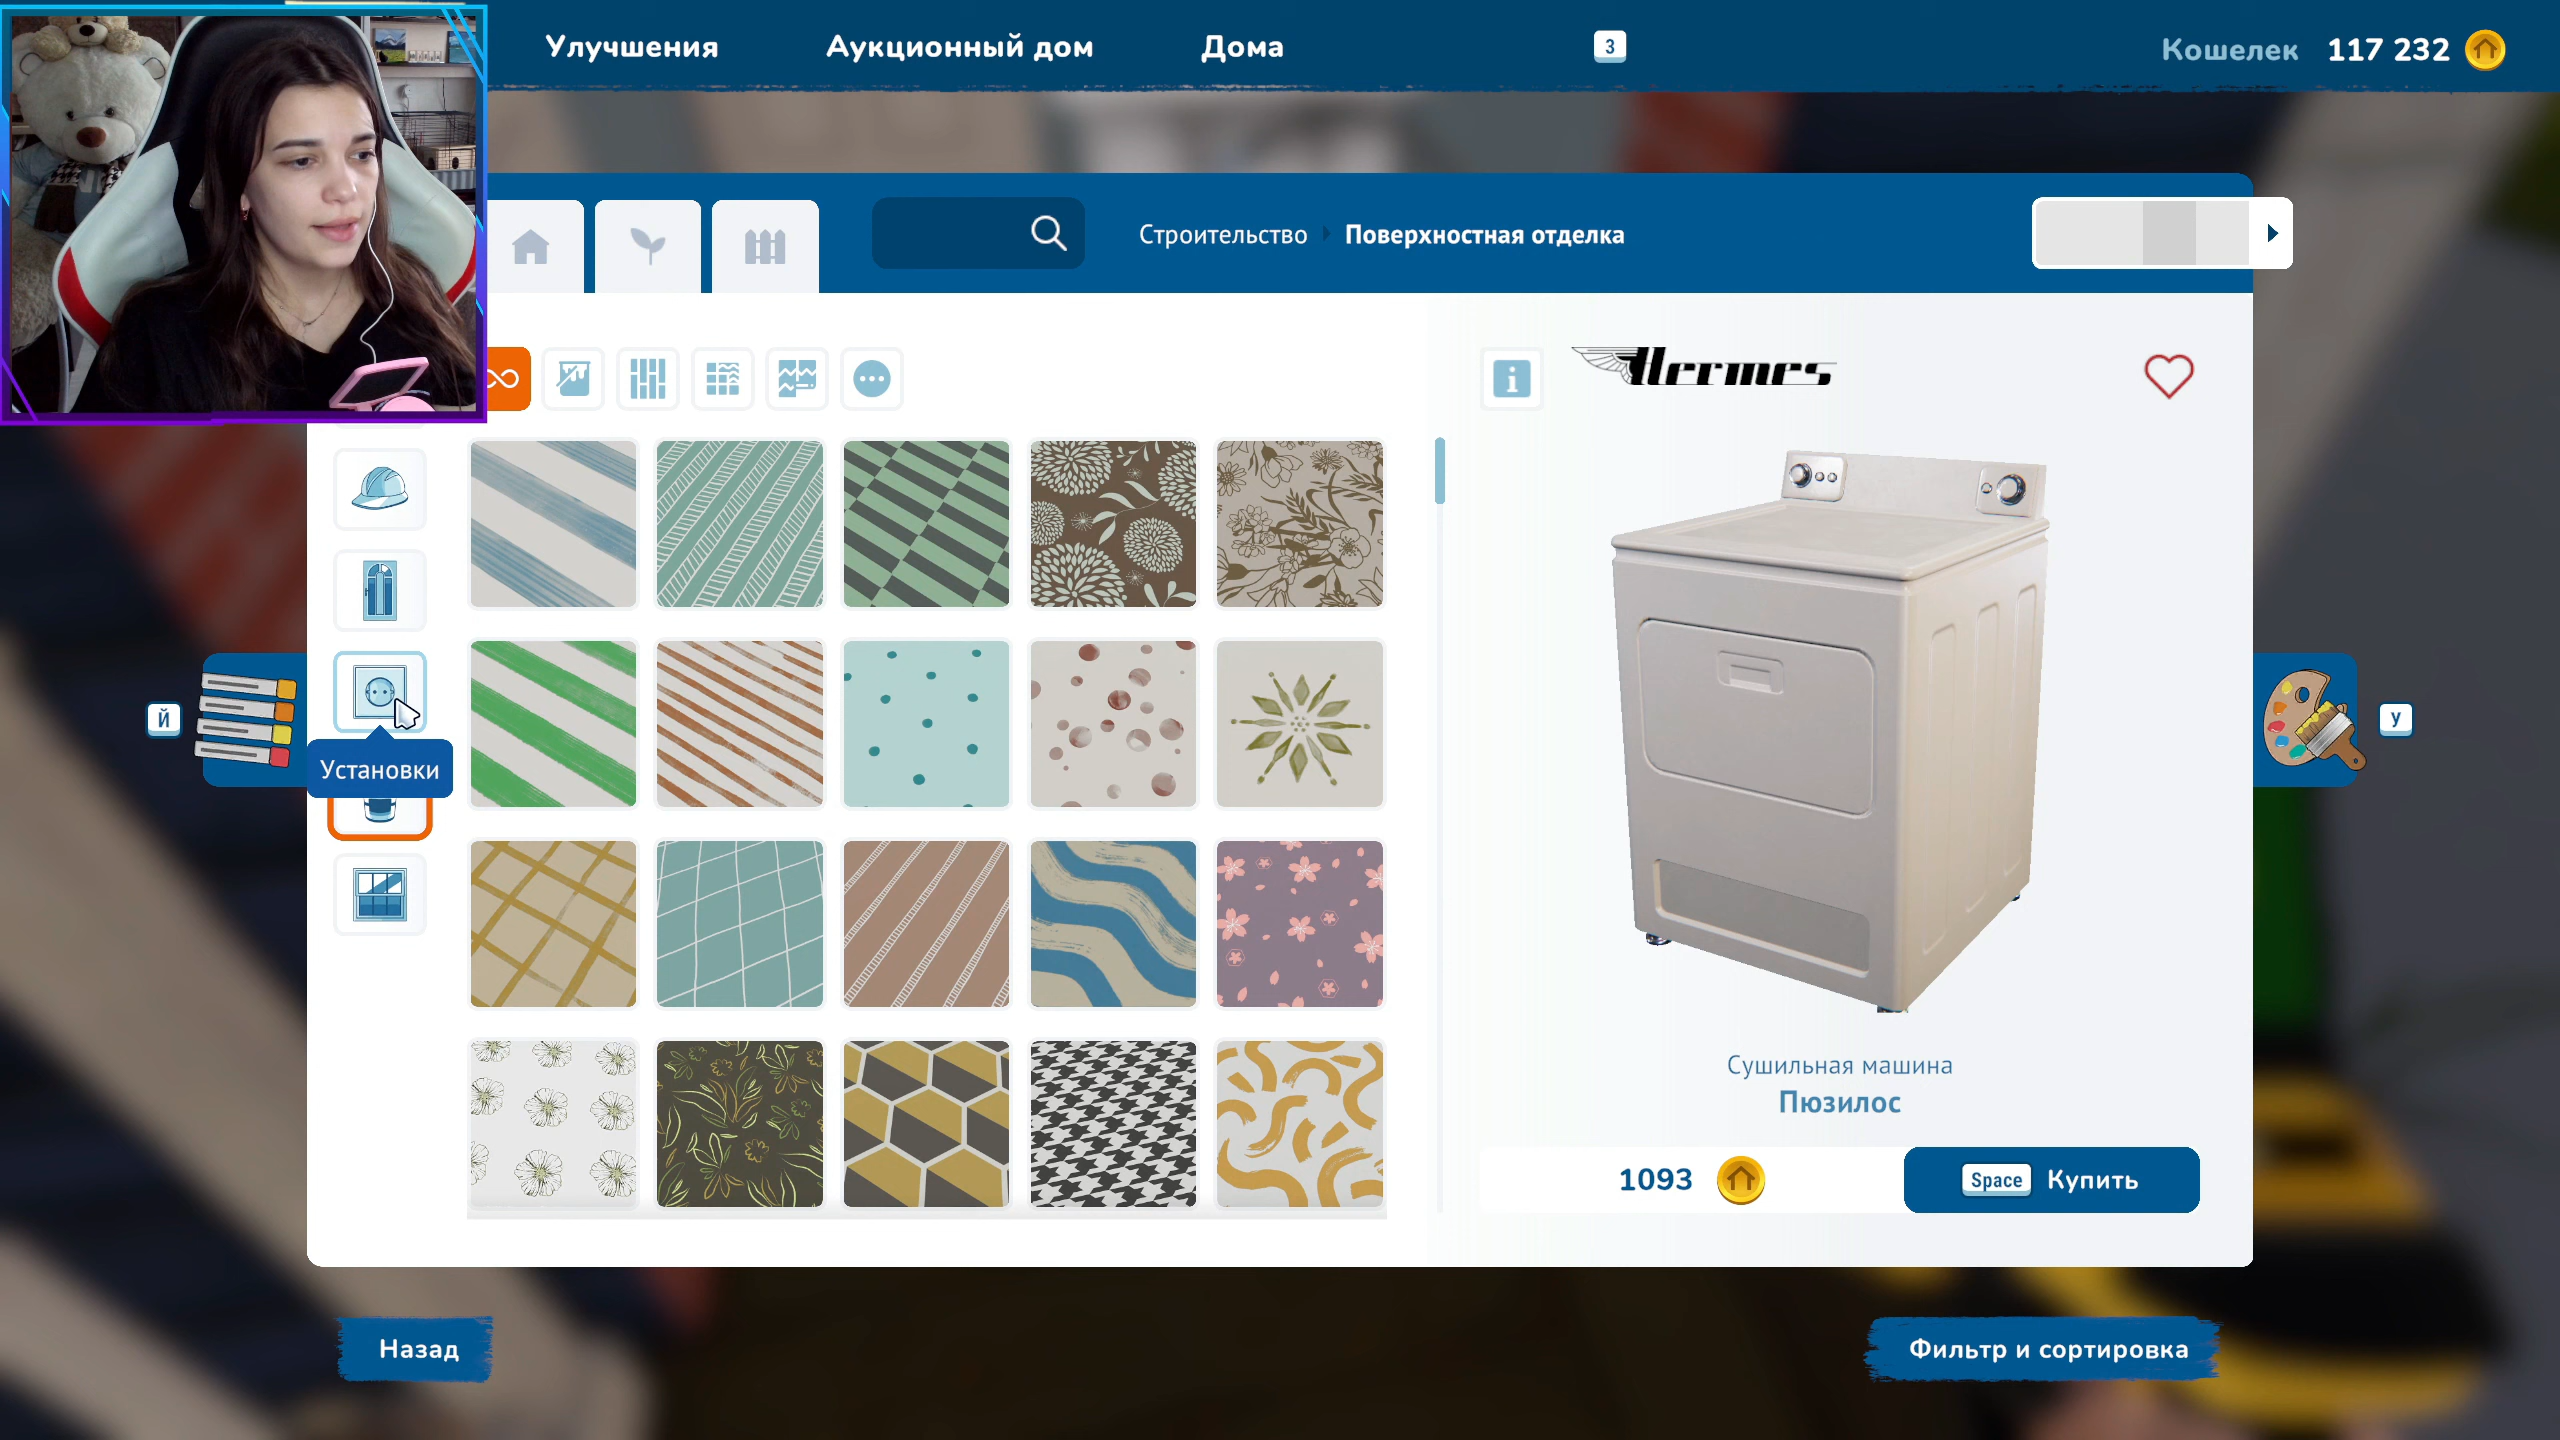 Улучшения
Аукционный дом
Дома
3
Кошелек 117 232
Строительство Поверхностная отделка
i
Hermes
Й
У
Установки
Сушильная машина
Пюзилос
1093
Space Купить
Назад
Фильтр и сортировка